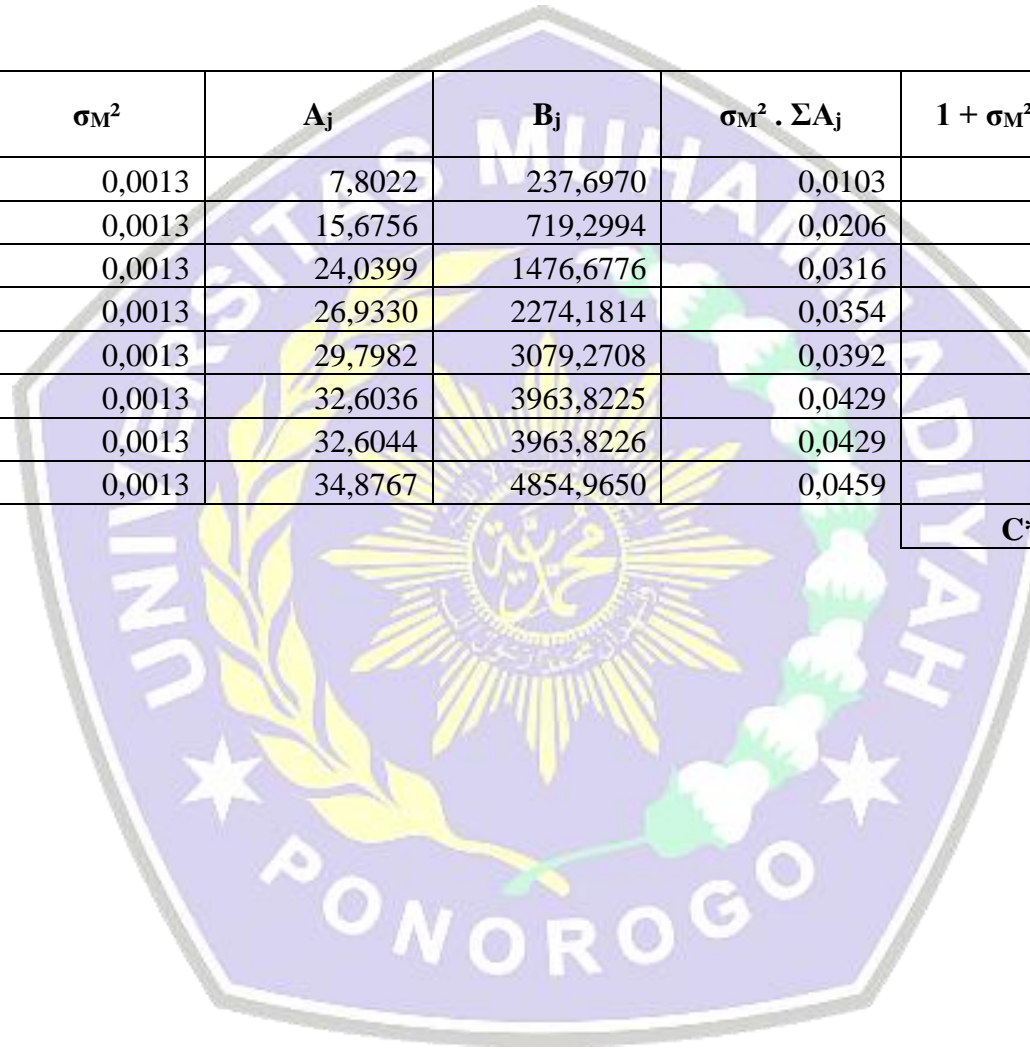 σM² Aj Bj σM² . ΣAj 1 + σM²
0,0013 7,8022 237,6970 0,0103
0,0013 15,6756 719,2994 0,0206
0,0013 24,0399 1476,6776 0,0316
0,0013 26,9330 2274,1814 0,0354
0,0013 29,7982 3079,2708 0,0392
0,0013 32,6036 3963,8225 0,0429
0,0013 32,6044 3963,8226 0,0429
0,0013 34,8767 4854,9650 0,0459
C*
UNIVERSITAS MUHAMMADIYAH
PONOROGO